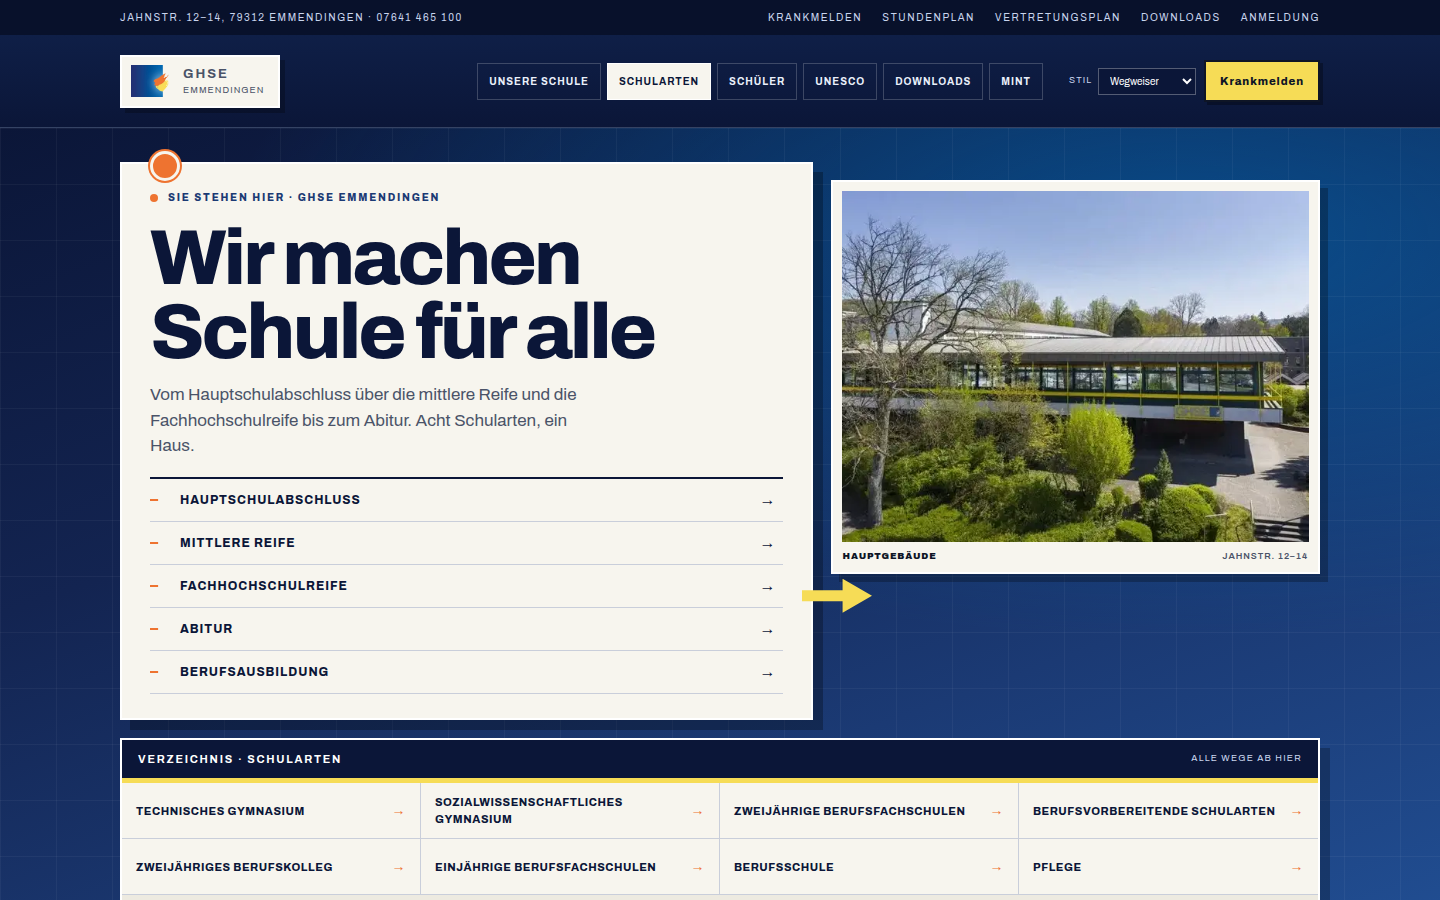 JAHNSTR. 12–14, 79312 EMMENDINGEN · 07641 465 100
KRANKMELDEN STUNDENPLAN VERTRETUNGSPLAN DOWNLOADS ANMELDUNG
GHSE
EMMENDINGEN
UNSERE SCHULE SCHULARTEN SCHÜLER UNESCO DOWNLOADS MINT STIL Wegweiser Krankmelden
SIE STEHEN HIER · GHSE EMMENDINGEN
Wir machen
Schule für alle
Vom Hauptschulabschluss über die mittlere Reife und die
Fachhochschulreife bis zum Abitur. Acht Schularten, ein
Haus.
HAUPTSCHULABSCHLUSS →
MITTLERE REIFE →
FACHHOCHSCHULREIFE →
ABITUR →
BERUFSAUSBILDUNG →
HAUPTGEBÄUDE JAHNSTR. 12–14
VERZEICHNIS · SCHULARTEN ALLE WEGE AB HIER
TECHNISCHES GYMNASIUM →
SOZIALWISSENSCHAFTLICHES
GYMNASIUM →
ZWEIJÄHRIGE BERUFSFACHSCHULEN →
BERUFSVORBEREITENDE SCHULARTEN →
ZWEIJÄHRIGES BERUFSKOLLEG →
EINJÄHRIGE BERUFSFACHSCHULEN →
BERUFSSCHULE →
PFLEGE →